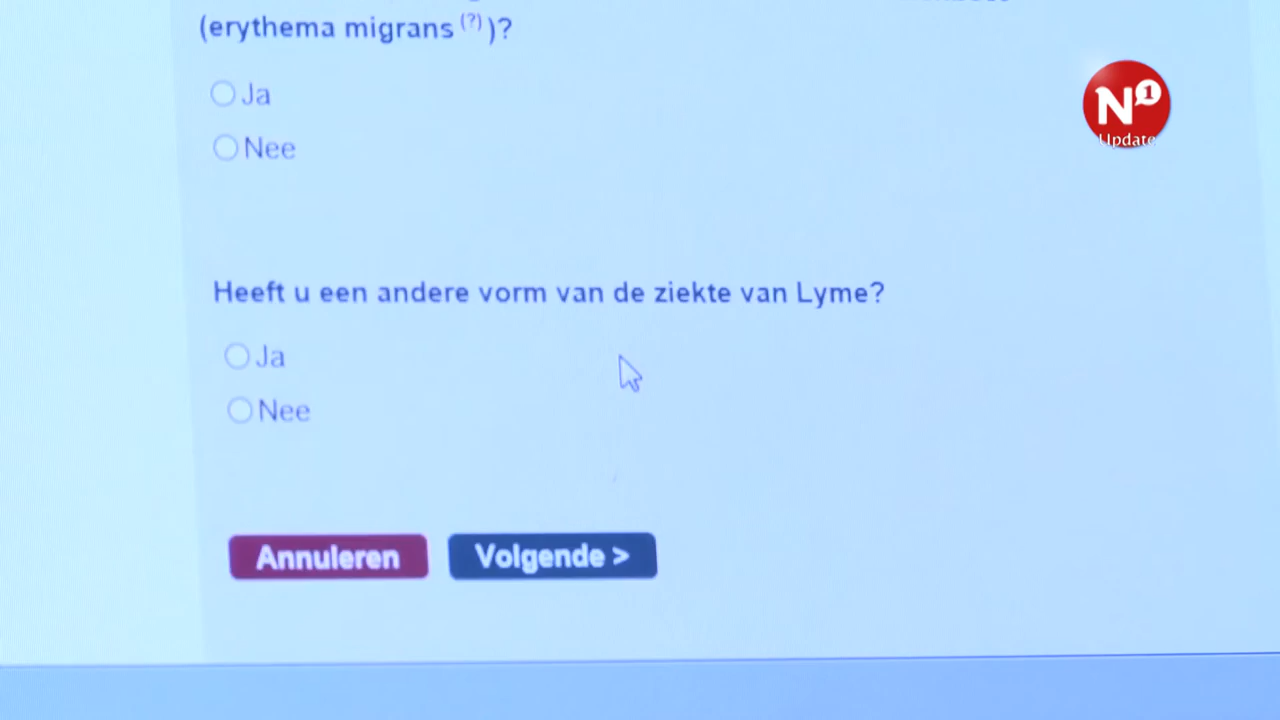 (erythema migrans (?))?
Ja
Nee
Heeft u een andere vorm van de ziekte van Lyme?
Ja
Nee
Annuleren
Volgende >
N1
Update